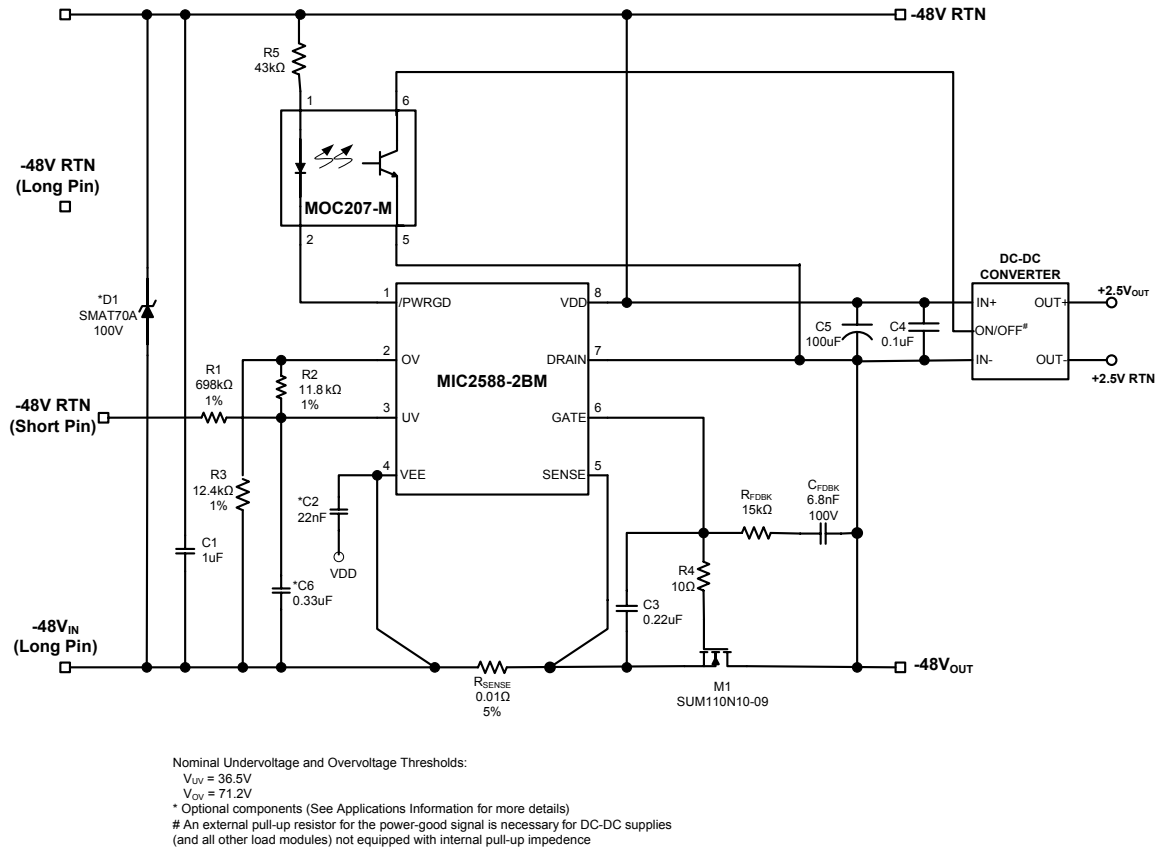 -48V RTN
R5
43kΩ
1
6
-48V RTN
(Long Pin)
MOC207-M
2
5
DC-DC
CONVERTER
*D1
SMAT70A
100V
1
/PWRGD
VDD
8
IN+
OUT+
+2.5VOUT
C5
100uF
C4
0.1uF
ON/OFF#
2
OV
DRAIN
7
IN-
OUT-
+2.5V RTN
R1
698kΩ
1%
R2
11.8 kΩ
1%
MIC2588-2BM
-48V RTN
(Short Pin)
3
UV
GATE
6
4
VEE
SENSE
5
R3
12.4kΩ
1%
*C2
22nF
VDD
RFDBK
15kΩ
CFDBK
6.8nF
100V
C1
1uF
*C6
0.33uF
R4
10Ω
C3
0.22uF
-48VIN
(Long Pin)
RSENSE
0.01Ω
5%
M1
SUM110N10-09
-48VOUT
Nominal Undervoltage and Overvoltage Thresholds:
VUV = 36.5V
VOV = 71.2V
* Optional components (See Applications Information for more details)
# An external pull-up resistor for the power-good signal is necessary for DC-DC supplies
(and all other load modules) not equipped with internal pull-up impedence